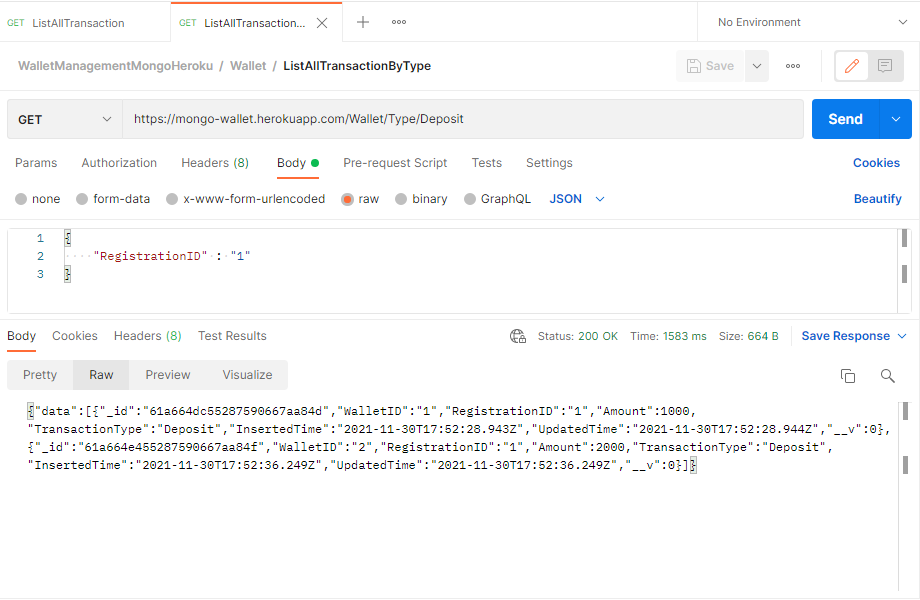 GET ListAllTransaction GET ListAllTransaction... No Environment
WalletManagementMongoHeroku / Wallet / ListAllTransactionByType Save
GET https://mongo-wallet.herokuapp.com/Wallet/Type/Deposit Send
Params Authorization Headers (8) Body Pre-request Script Tests Settings Cookies
none form-data x-www-form-urlencoded raw binary GraphQL JSON Beautify
1 {
2 ····"RegistrationID"·:·"1"
3 }
Body Cookies Headers (8) Test Results Status: 200 OK Time: 1583 ms Size: 664 B Save Response
Pretty Raw Preview Visualize
{"data":[{"_id":"61a664dc55287590667aa84d","WalletID":"1","RegistrationID":"1","Amount":1000,
"TransactionType":"Deposit","InsertedTime":"2021-11-30T17:52:28.943Z","UpdatedTime":"2021-11-30T17:52:28.944Z","__v":0},
{"_id":"61a664e455287590667aa84f","WalletID":"2","RegistrationID":"1","Amount":2000,"TransactionType":"Deposit",
"InsertedTime":"2021-11-30T17:52:36.249Z","UpdatedTime":"2021-11-30T17:52:36.249Z","__v":0}]}